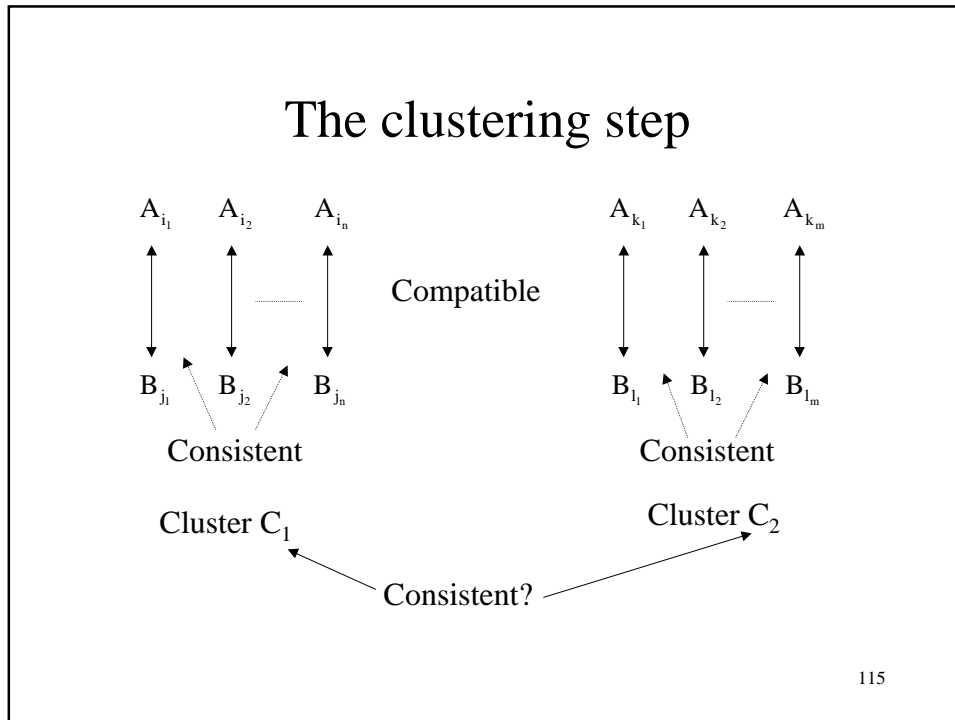 The clustering step
A_{i_1} A_{i_2} A_{i_n} A_{k_1} A_{k_2} A_{k_m}
Compatible
B_{j_1} B_{j_2} B_{j_n} B_{l_1} B_{l_2} B_{l_m}
Consistent Consistent
Cluster C_1 Cluster C_2
Consistent?
115